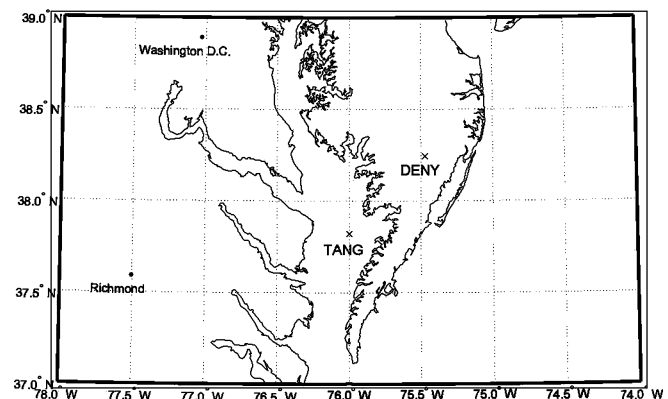 39.0° N
Washington D.C.
38.5° N
DENY
38.0° N
TANG
37.5° N
Richmond
37.0° N
78.0° W 77.5° W 77.0° W 76.5° W 76.0° W 75.5° W 75.0° W 74.5° W 74.0° W